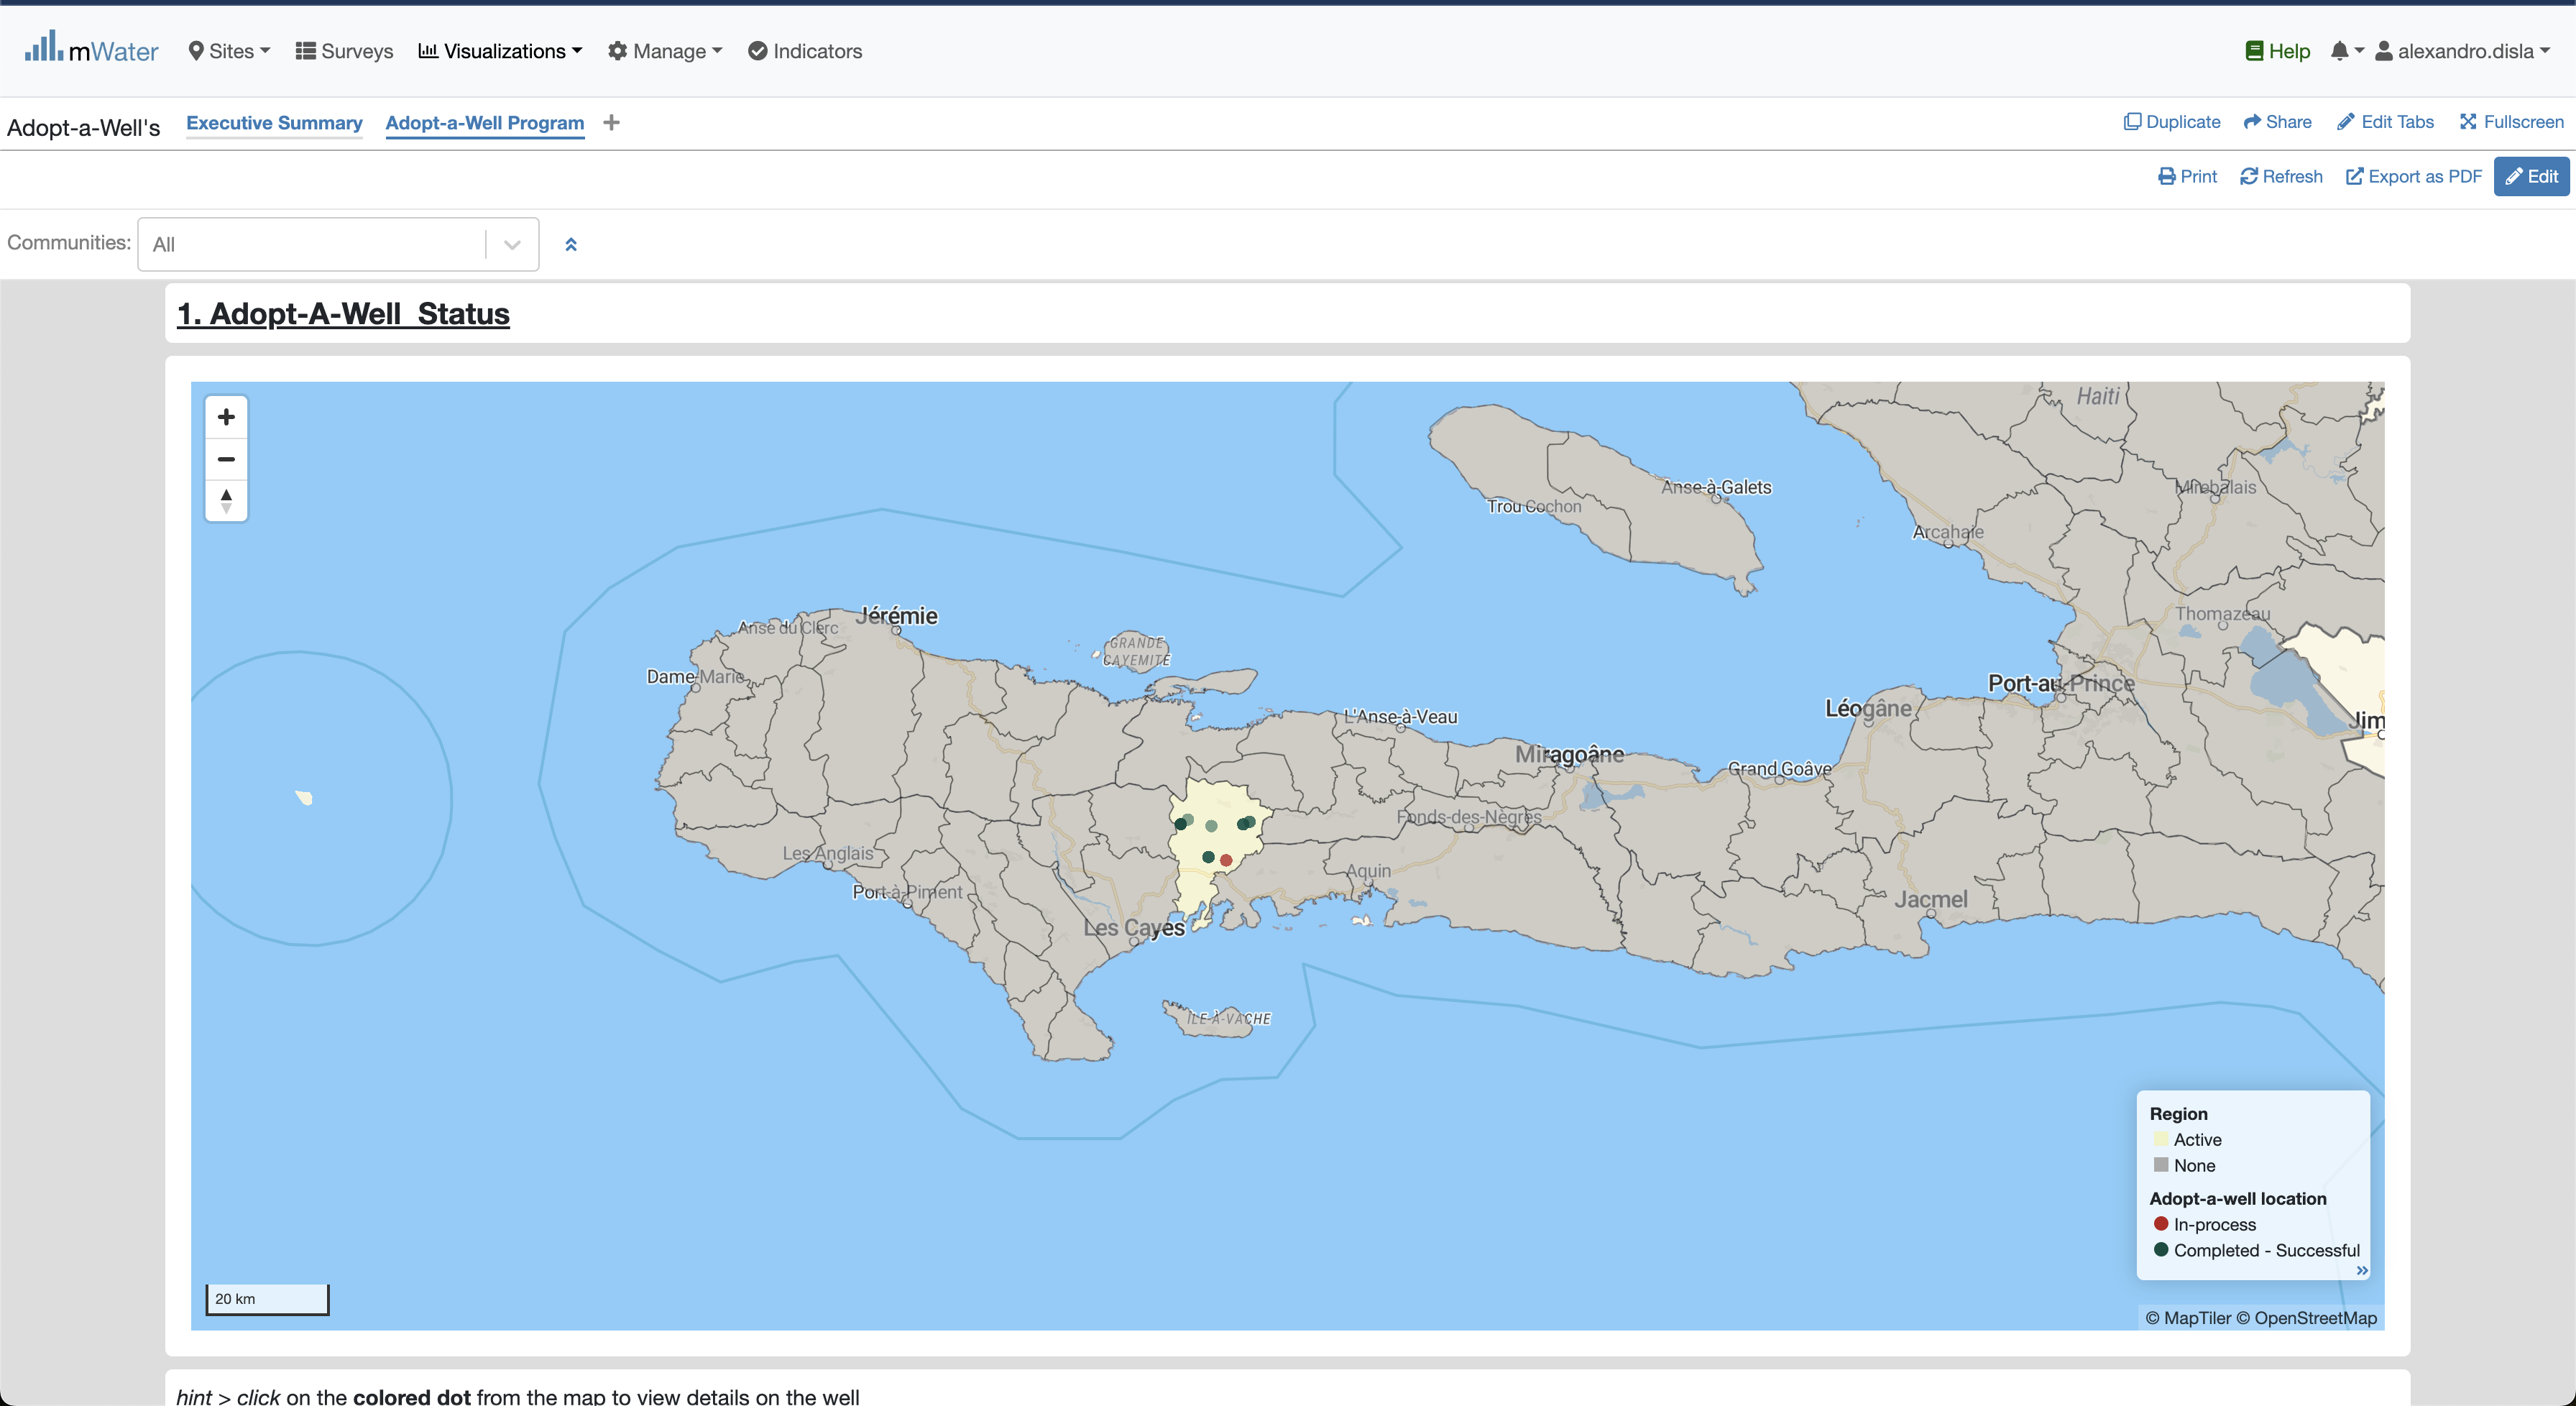 mWater Sites Surveys Visualizations Manage Indicators Help alexandro.disla
Adopt-a-Well's Executive Summary Adopt-a-Well Program + Duplicate Share Edit Tabs Fullscreen
Print Refresh Export as PDF Edit
Communities: All
1. Adopt-A-Well Status
Haiti
Anse-à-Galets
Mirebalais
Trou Cochon
Arcahaie
Jérémie
Thomazeau
Anse du Clerc
GRANDE
CAYEMITE
Dame-Marie
Port-au-Prince
Léogâne
L'Anse-à-Veau
Jim
Miragoâne
Grand Goâve
Fonds-des-Nègres
Les Anglais
Aquin
Port-à-Piment
Jacmel
Les Cayes
ÎLE-À-VACHE
Region
Active
None
Adopt-a-well location
In-process
Completed - Successful
20 km
© MapTiler © OpenStreetMap
hint > click on the colored dot from the map to view details on the well